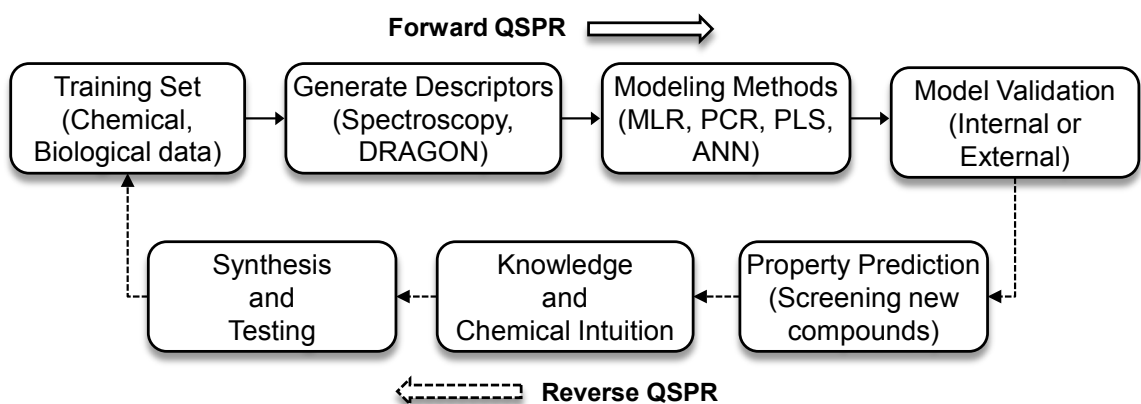 Forward QSPR
Training Set
(Chemical,
Biological data)
Generate Descriptors
(Spectroscopy,
DRAGON)
Modeling Methods
(MLR, PCR, PLS,
ANN)
Model Validation
(Internal or
External)
Synthesis
and
Testing
Knowledge
and
Chemical Intuition
Property Prediction
(Screening new
compounds)
Reverse QSPR